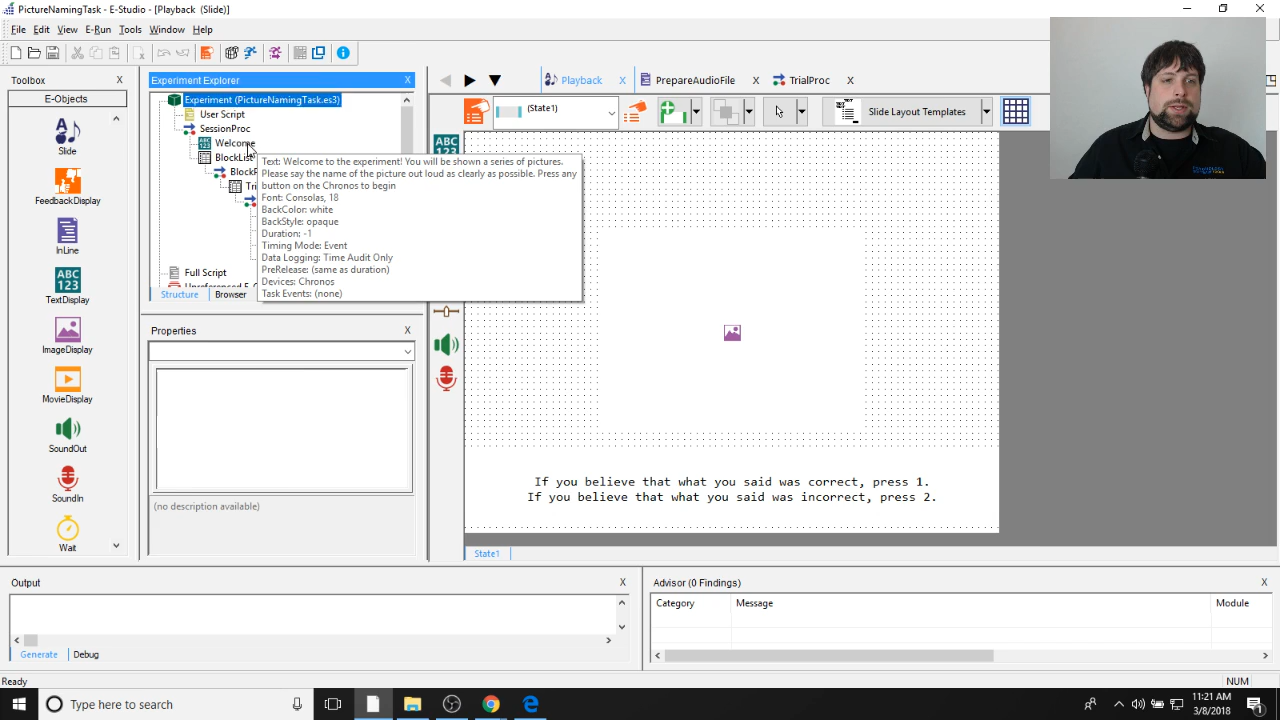 PictureNamingTask - E-Studio - [Playback (Slide)]
File Edit View E-Run Tools Window Help
Toolbox X
E-Objects
Slide
FeedbackDisplay
InLine
ABC
123
TextDisplay
ImageDisplay
MovieDisplay
SoundOut
SoundIn
Wait
Experiment Explorer X
Experiment (PictureNamingTask.es3)
User Script
SessionProc
Welcome
BlockList
Text: Welcome to the experiment! You will be shown a series of pictures.
Please say the name of the picture out loud as clearly as possible. Press any
button on the Chronos to begin
Font: Consolas, 18
BackColor: white
BackStyle: opaque
Duration: -1
Timing Mode: Event
Data Logging: Time Audit Only
PreRelease: (same as duration)
Devices: Chronos
Task Events: (none)
Full Script
Structure Browser
Properties X
(no description available)
Playback X PrepareAudioFile X TrialProc X
(State1) Slide Layout Templates
If you believe that what you said was correct, press 1.
If you believe that what you said was incorrect, press 2.
State1
Output X
Generate Debug
Advisor (0 Findings) X
Category Message Module
Ready NUM
Type here to search
11:21 AM
3/8/2018